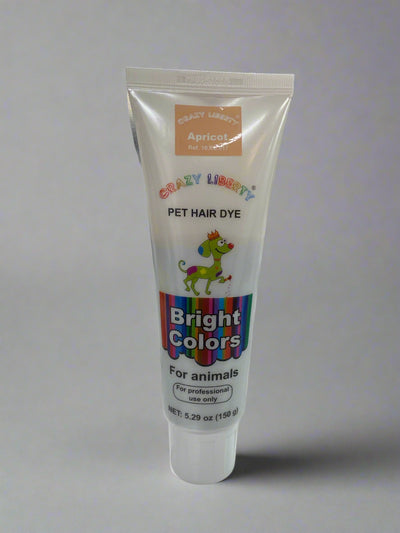 CRAZY LIBERTY®
Apricot
CRAZY LIBERTY®
PET HAIR DYE
Bright
Colors
For animals
For professional
use only
NET: 5.29 oz (150 g)